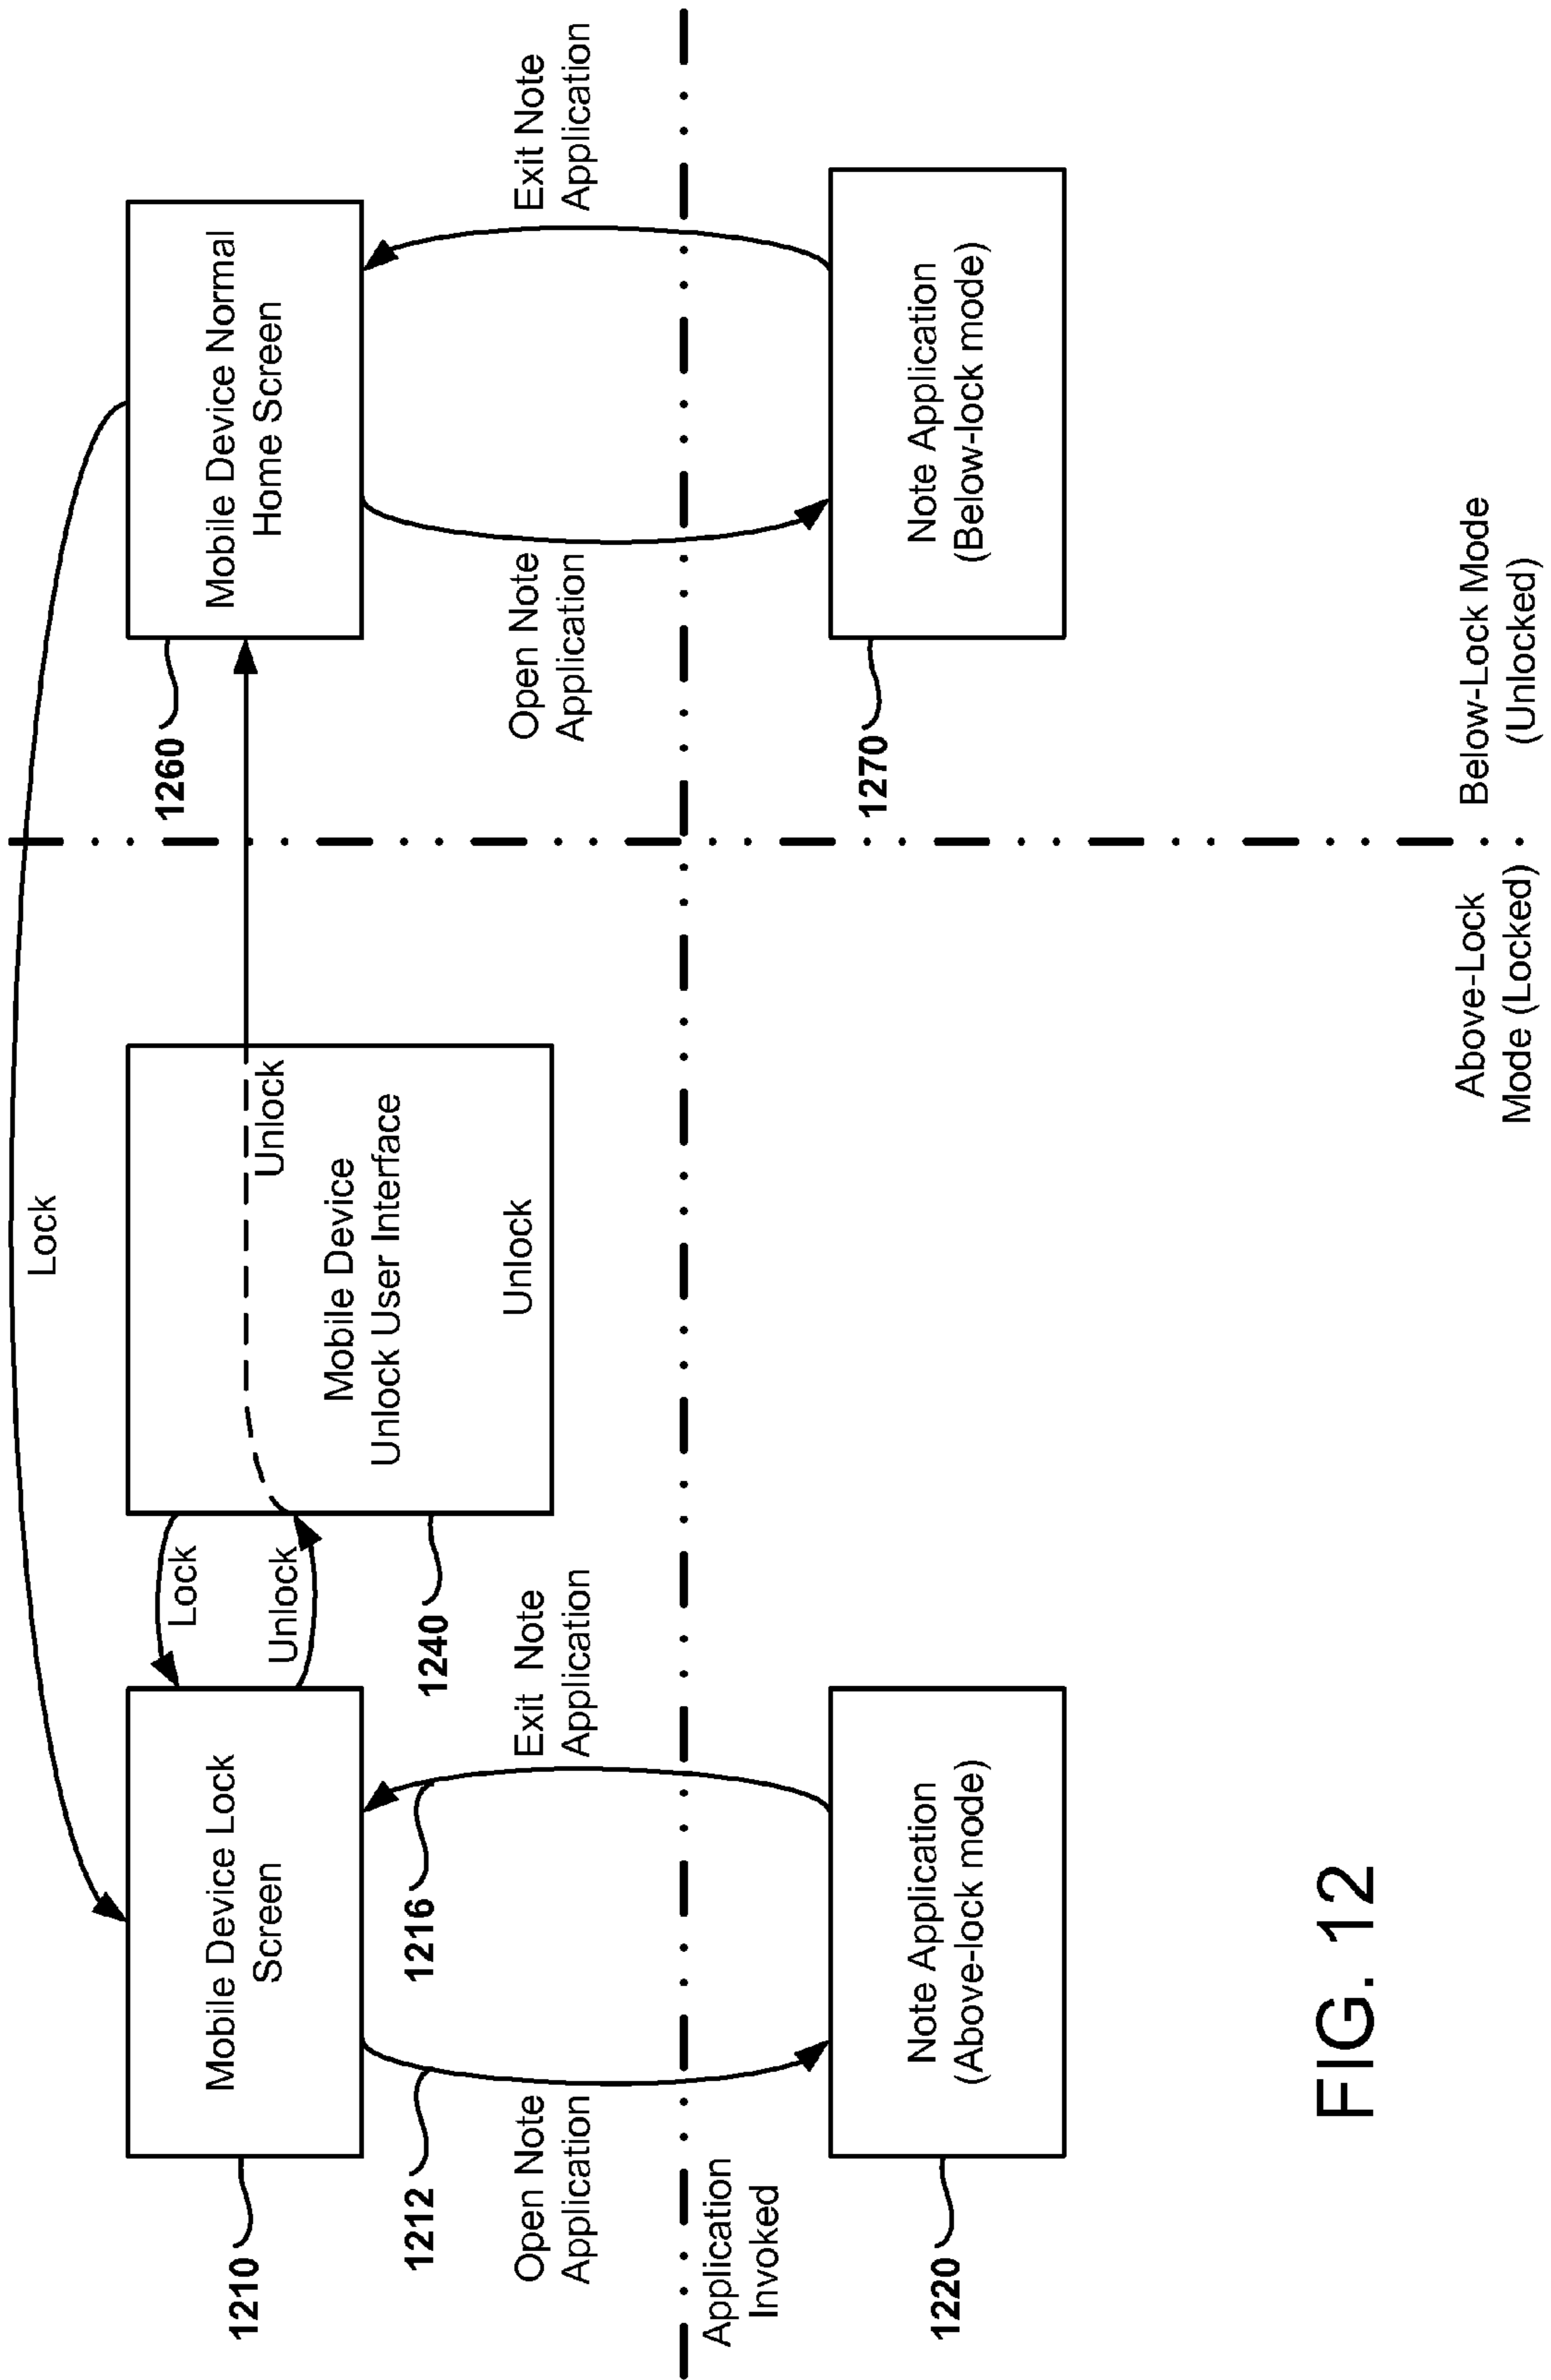 Lock
Mobile Device Lock
Screen
1210
Lock
Unlock
Mobile Device
Unlock User Interface
Unlock
Unlock
1240
Mobile Device Normal
Home Screen
1260
1212
Open Note
Application
1216
Exit Note
Application
Open Note
Application
Exit Note
Application
Application
Invoked
Note Application
(Above-lock mode)
1220
Note Application
(Below-lock mode)
1270
Above-Lock
Mode (Locked)
Below-Lock Mode
(Unlocked)
FIG. 12